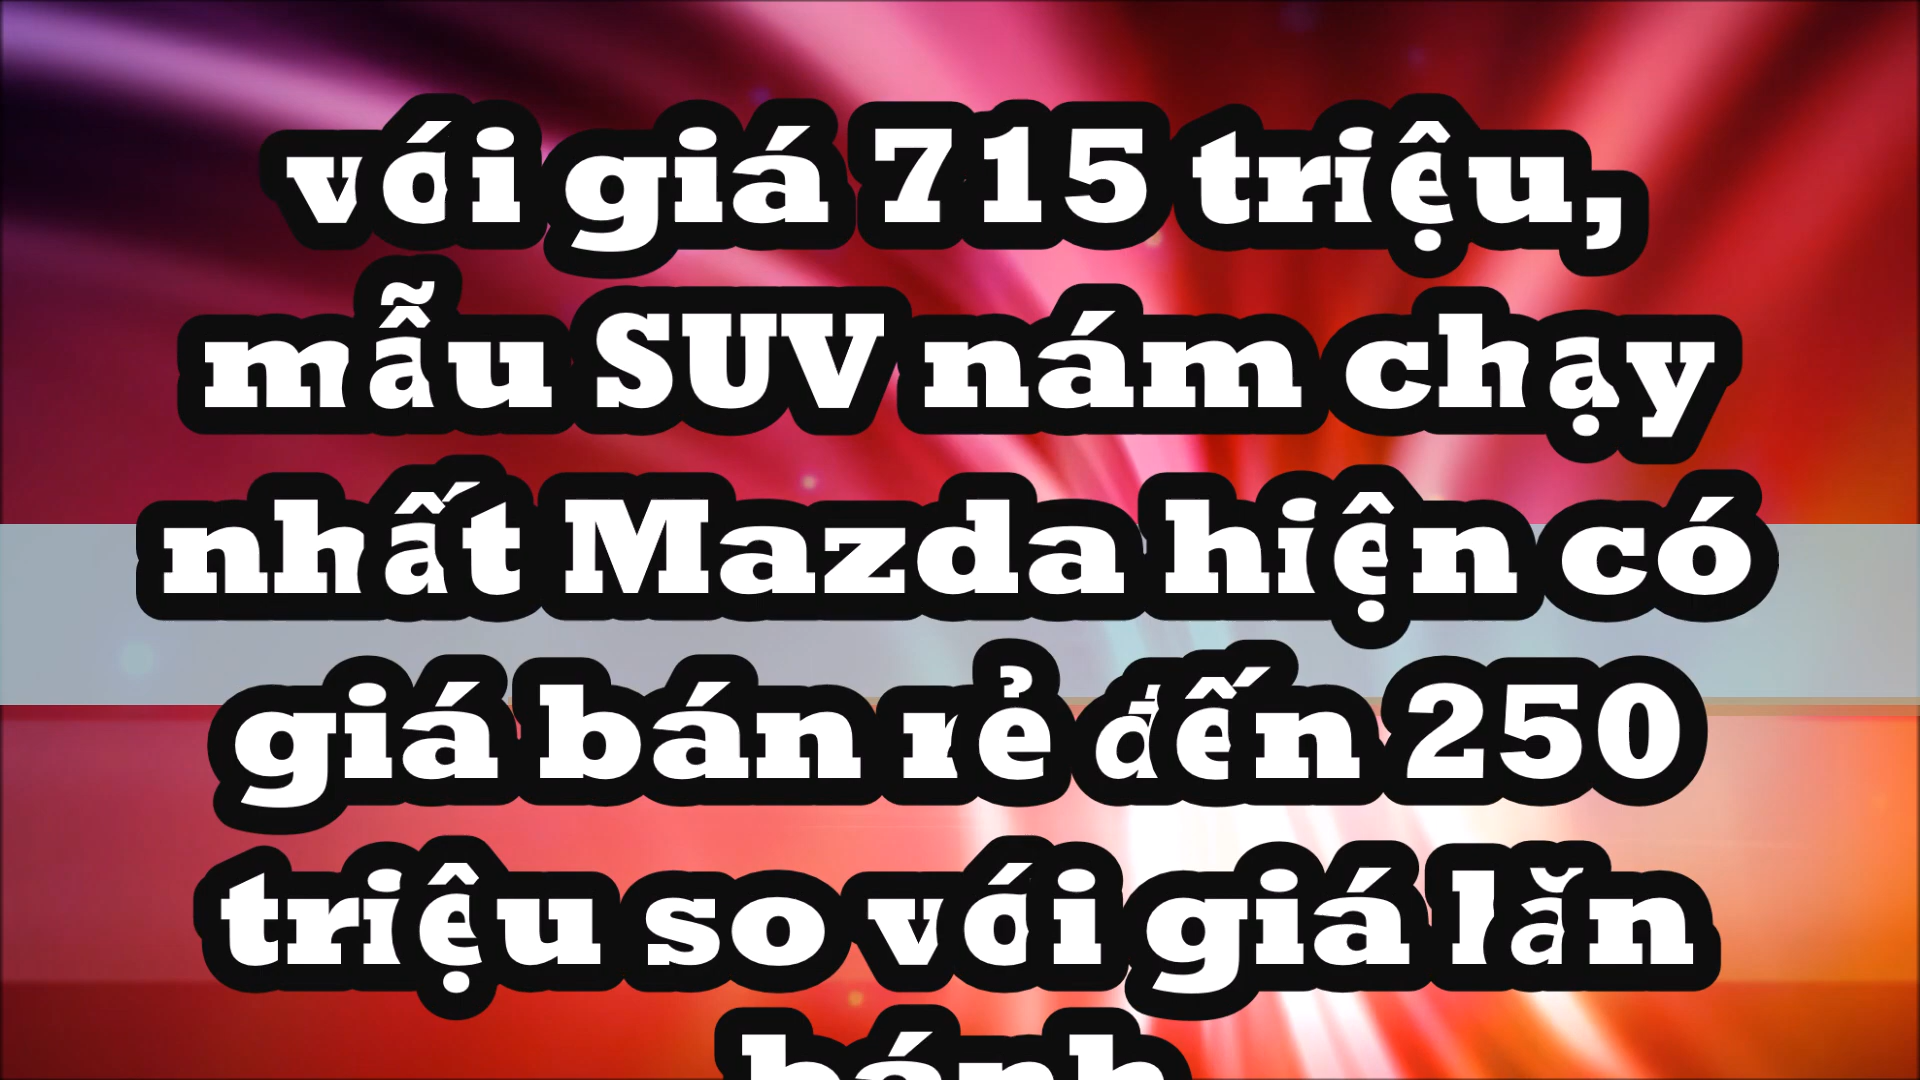 với giá 715 triệu,
mẫu SUV nám chạy
nhất Mazda hiện có
giá bán rẻ đến 250
triệu so với giá lăn
bánh